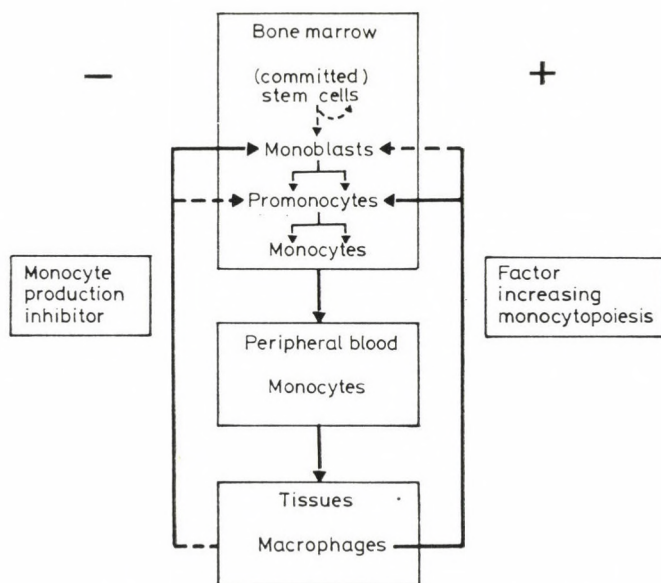 Bone marrow
−
+
(committed)
stem cells
Monoblasts
Promonocytes
Monocytes
Monocyte
production
inhibitor
Factor
increasing
monocytopoiesis
Peripheral blood
Monocytes
Tissues
Macrophages